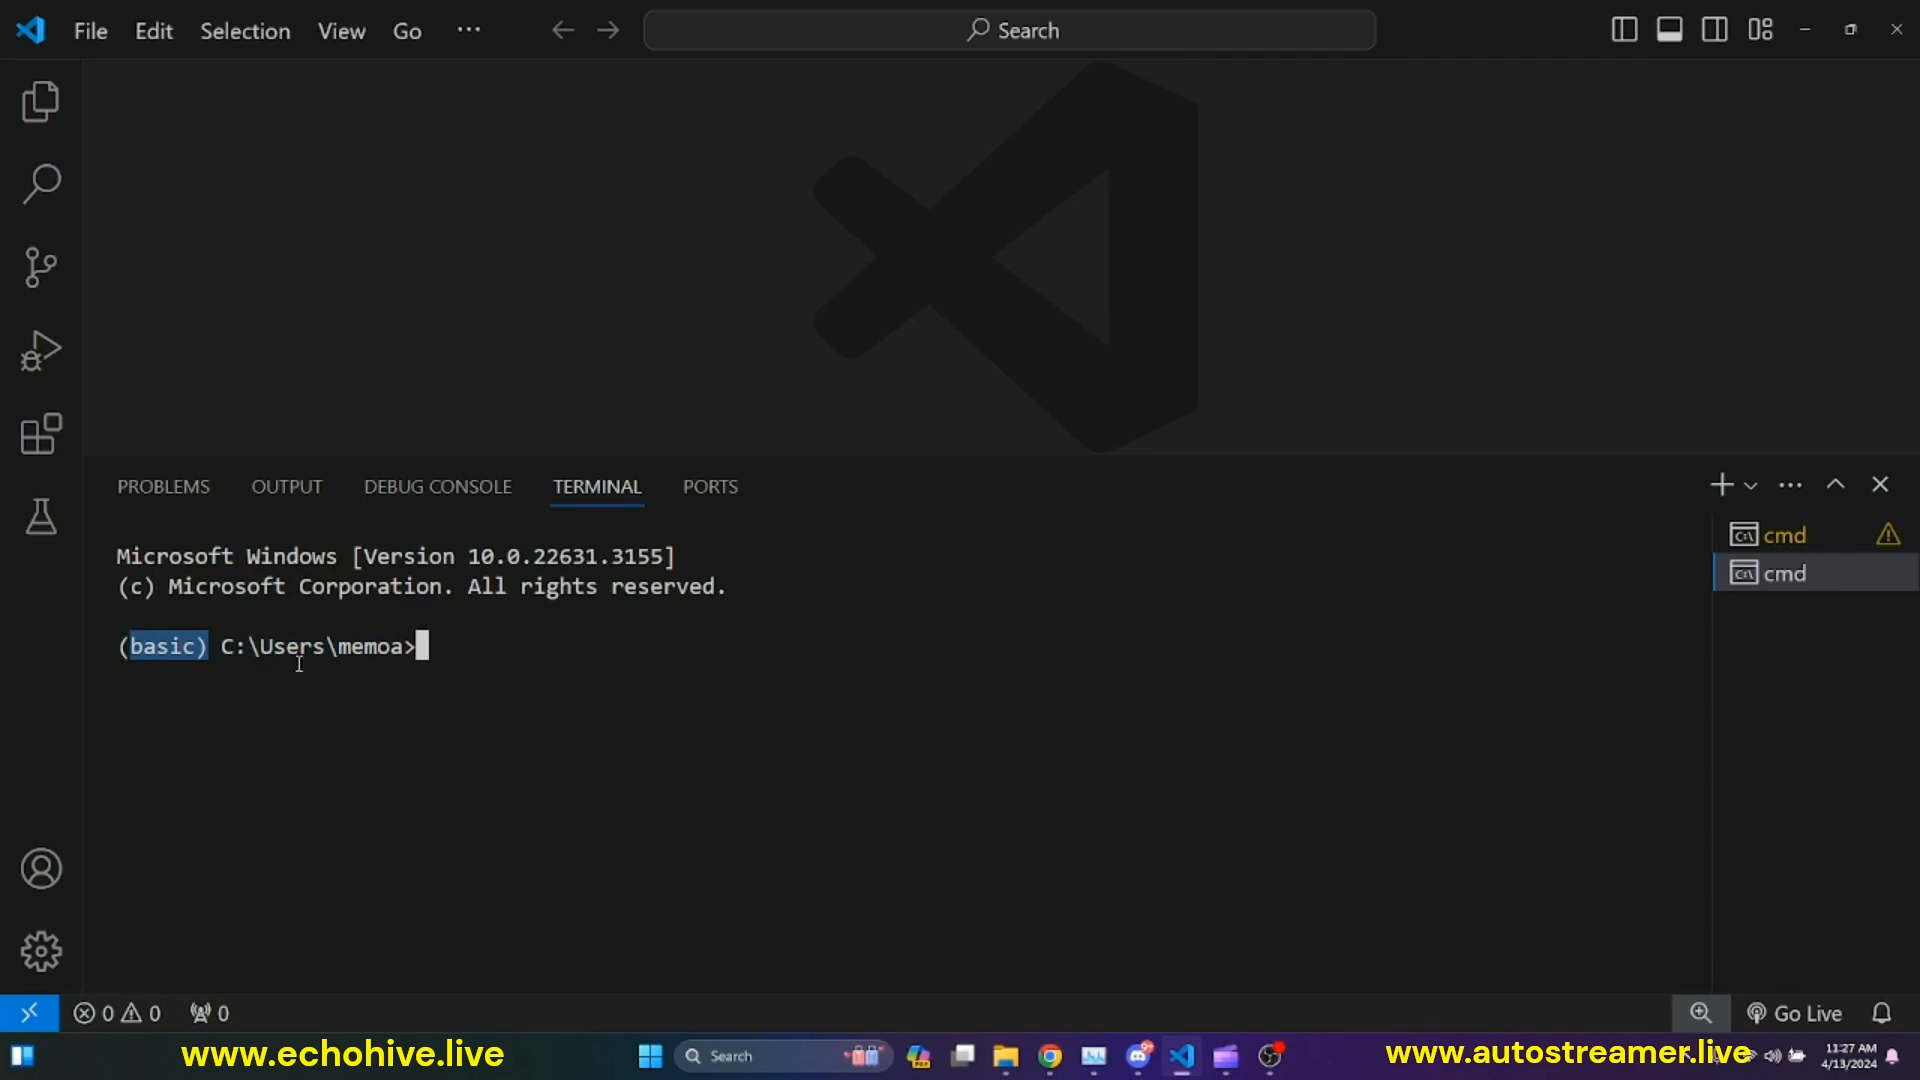 File Edit Selection View Go ...
Search
PROBLEMS OUTPUT DEBUG CONSOLE TERMINAL PORTS
cmd
cmd
Microsoft Windows [Version 10.0.22631.3155]
(c) Microsoft Corporation. All rights reserved.
(basic) C:\Users\memoa>
0 0 0
Go Live
www.echohive.live
Search
www.autostreamer.live
11:27 AM
4/13/2024